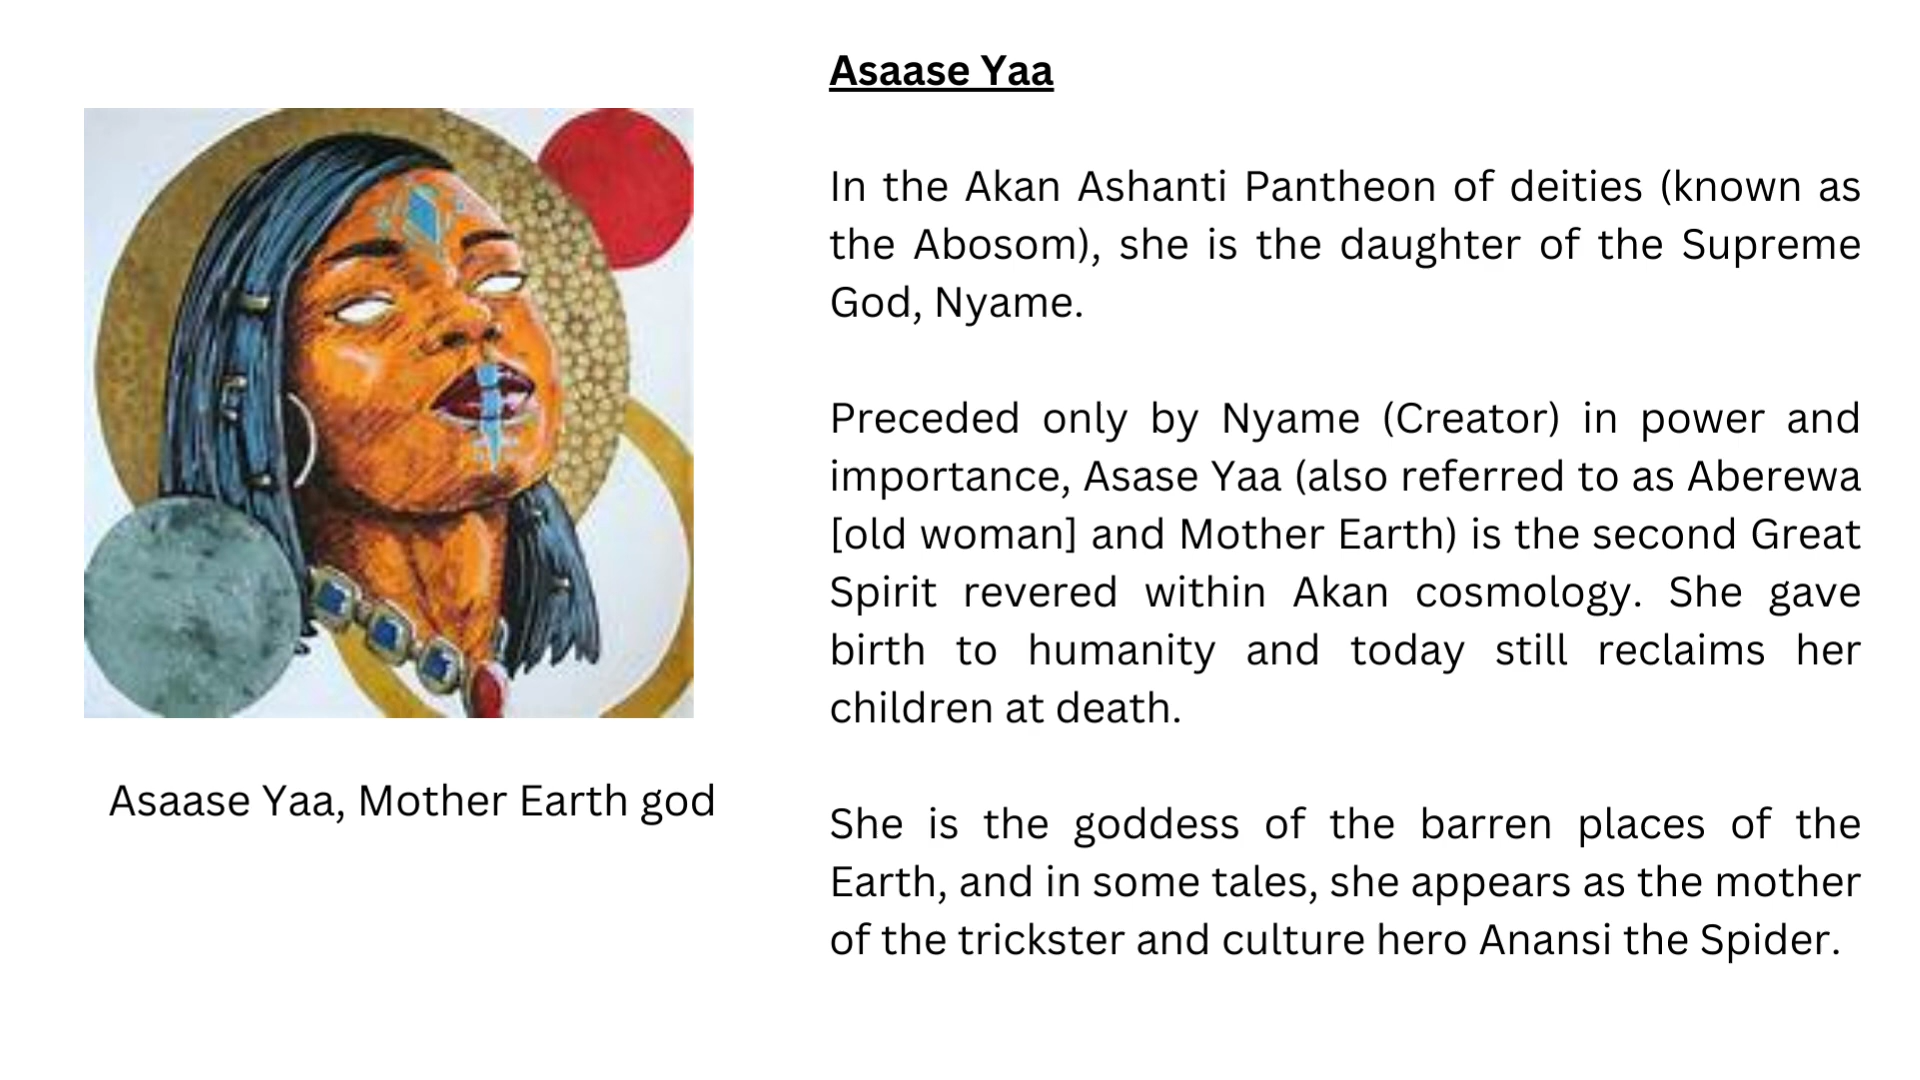 Asaase Yaa
In the Akan Ashanti Pantheon of deities (known as
the Abosom), she is the daughter of the Supreme
God, Nyame.
Preceded only by Nyame (Creator) in power and
importance, Asase Yaa (also referred to as Aberewa
[old woman] and Mother Earth) is the second Great
Spirit revered within Akan cosmology. She gave
birth to humanity and today still reclaims her
children at death.
She is the goddess of the barren places of the
Earth, and in some tales, she appears as the mother
of the trickster and culture hero Anansi the Spider.
Asaase Yaa, Mother Earth god